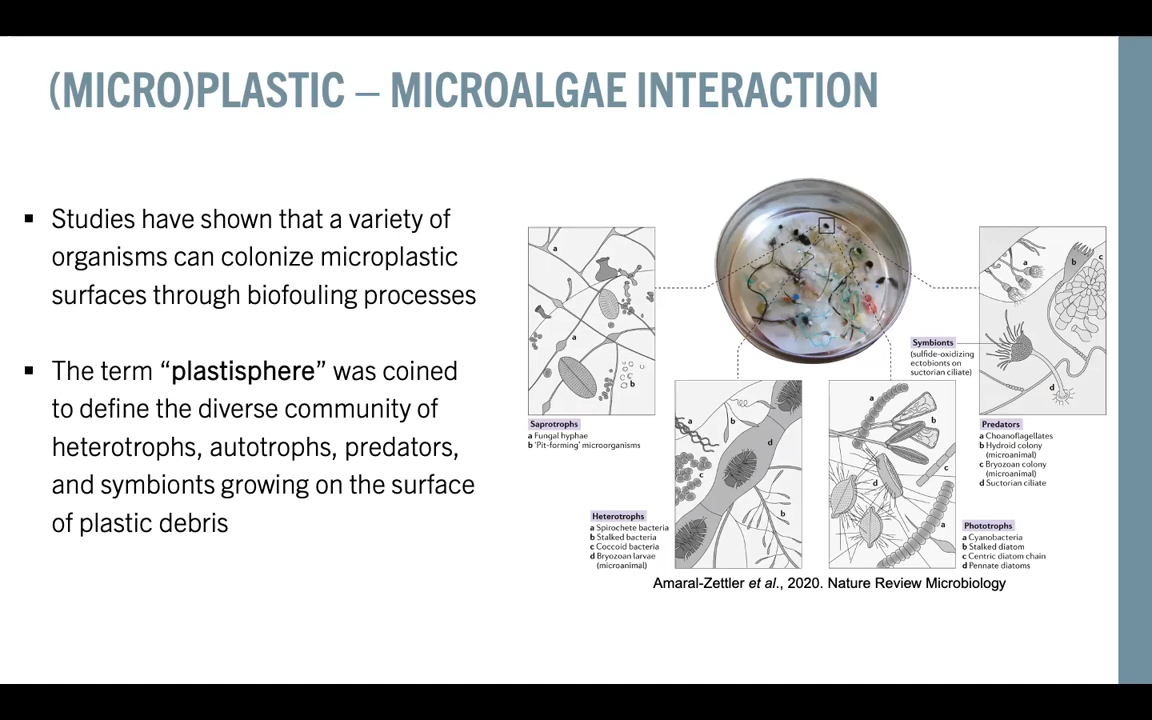 (MICRO)PLASTIC – MICROALGAE INTERACTION
▪ Studies have shown that a variety of
organisms can colonize microplastic
surfaces through biofouling processes
▪ The term “plastisphere” was coined
to define the diverse community of
heterotrophs, autotrophs, predators,
and symbionts growing on the surface
of plastic debris
a
a
b
Saprotrophs
a Fungal hyphae
b 'Pit-forming' microorganisms
a
b
d
c
b
Heterotrophs
a Spirochete bacteria
b Stalked bacteria
c Coccoid bacteria
d Bryozoan larvae
(microanimal)
a
b
c
d
a
Phototrophs
a Cyanobacteria
b Stalked diatom
c Centric diatom chain
d Pennate diatoms
Symbionts
(sulfide-oxidizing
ectobionts on
suctorian ciliate)
a
b
c
d
Predators
a Choanoflagellates
b Hydroid colony
(microanimal)
c Bryozoan colony
(microanimal)
d Suctorian ciliate
Amaral-Zettler et al., 2020. Nature Review Microbiology